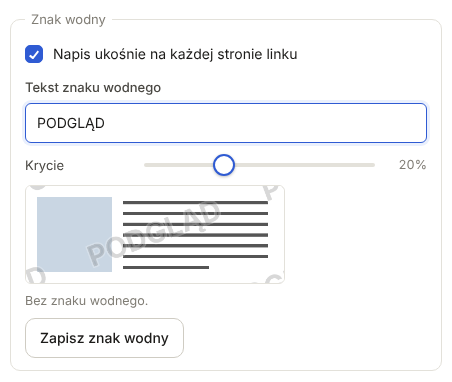 Znak wodny
Napis ukośnie na każdej stronie linku
Tekst znaku wodnego
PODGLĄD
Krycie
20%
PODGLĄD
Bez znaku wodnego.
Zapisz znak wodny